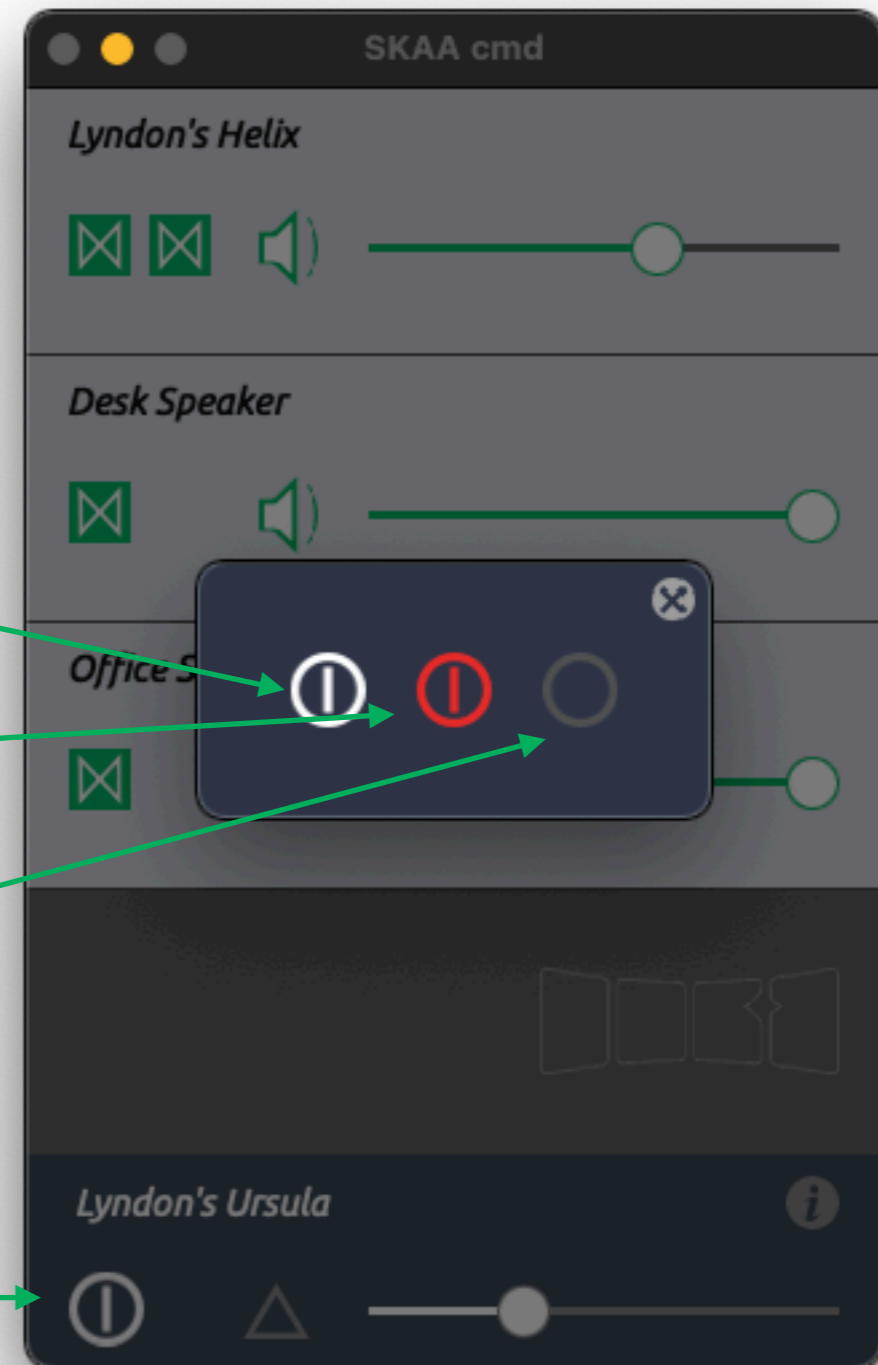 SKAA cmd
Lyndon's Helix
Desk Speaker
Office S
Lyndon's Ursula
i